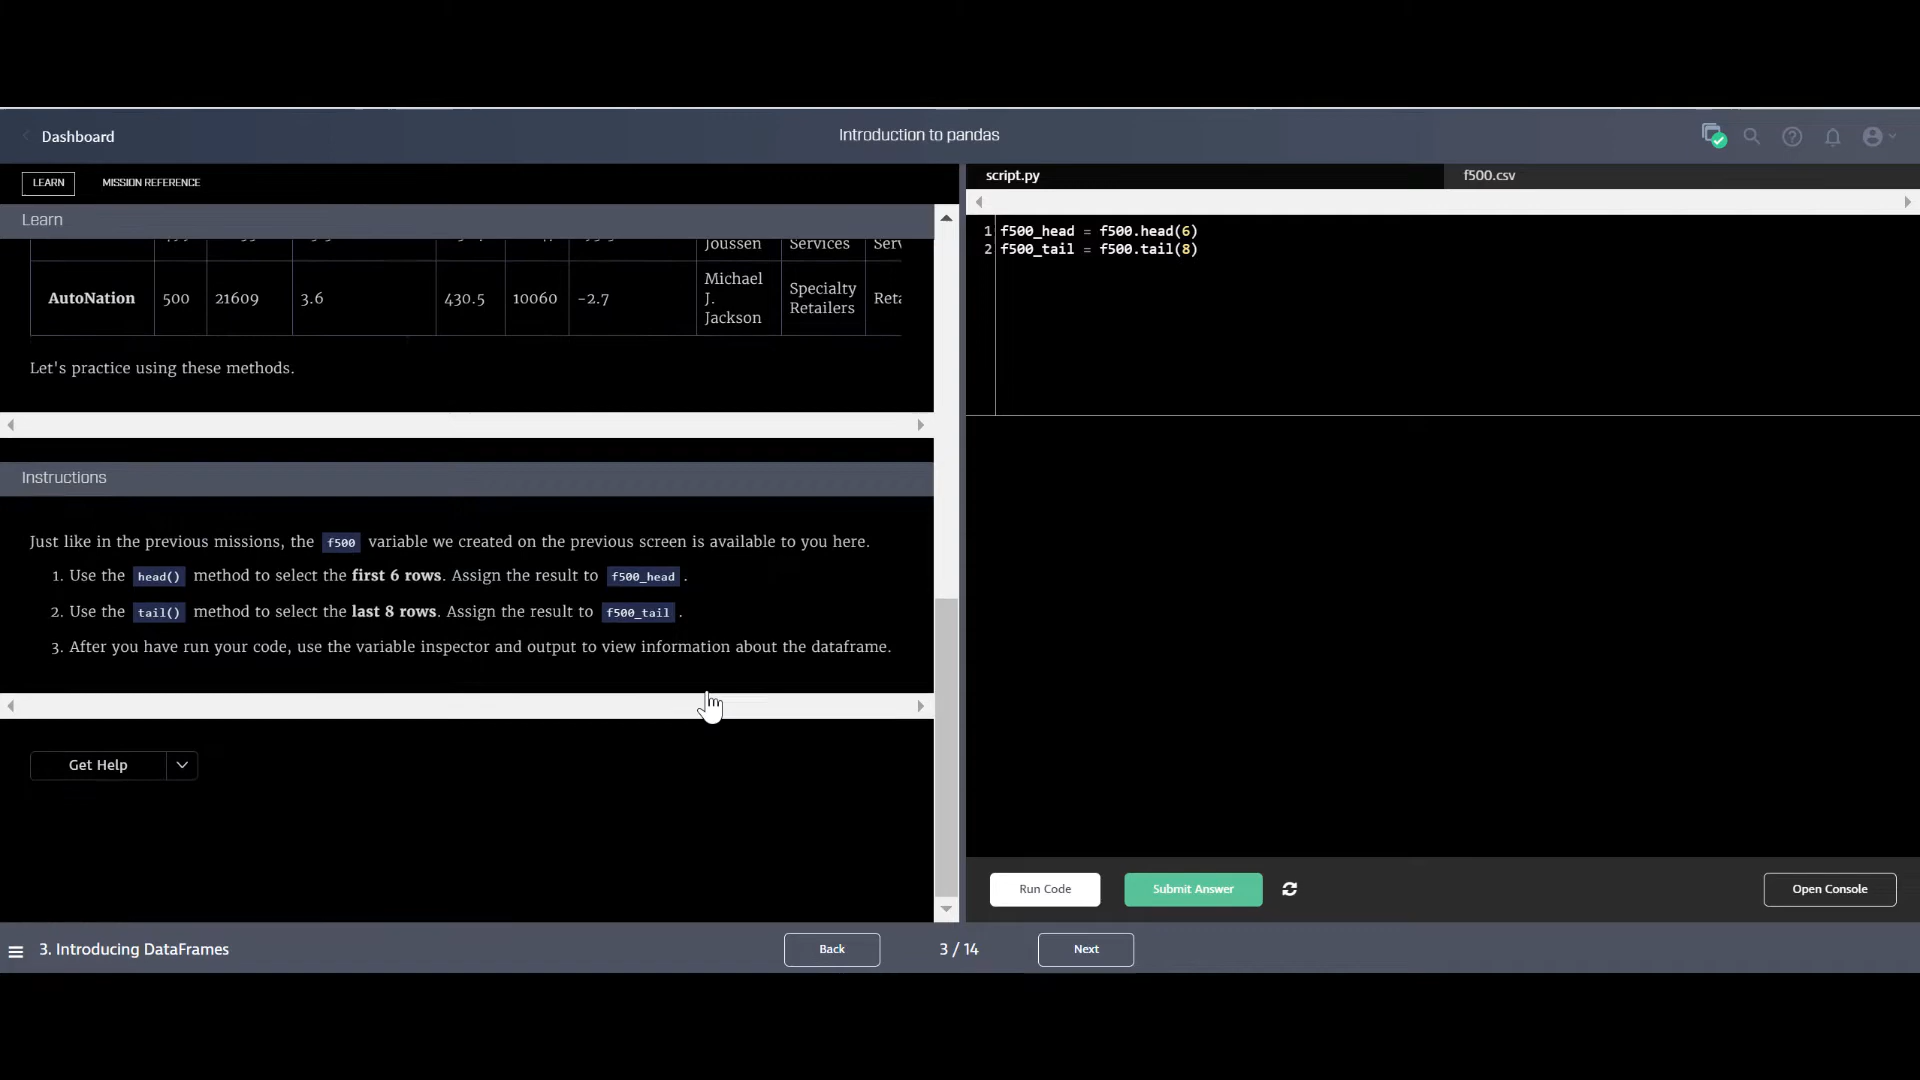 Dashboard
Introduction to pandas
LEARN
MISSION REFERENCE
Learn
Joussen
Services
AutoNation 500 21609 3.6 430.5 10060 -2.7
Michael
J.
Jackson
Specialty
Retailers
Let's practice using these methods.
Instructions
Just like in the previous missions, the f500 variable we created on the previous screen is available to you here.
1. Use the head() method to select the first 6 rows. Assign the result to f500_head .
2. Use the tail() method to select the last 8 rows. Assign the result to f500_tail .
3. After you have run your code, use the variable inspector and output to view information about the dataframe.
Get Help
script.py
f500.csv
1 f500_head = f500.head(6)
2 f500_tail = f500.tail(8)
Run Code
Submit Answer
Open Console
3. Introducing DataFrames
Back
3 / 14
Next